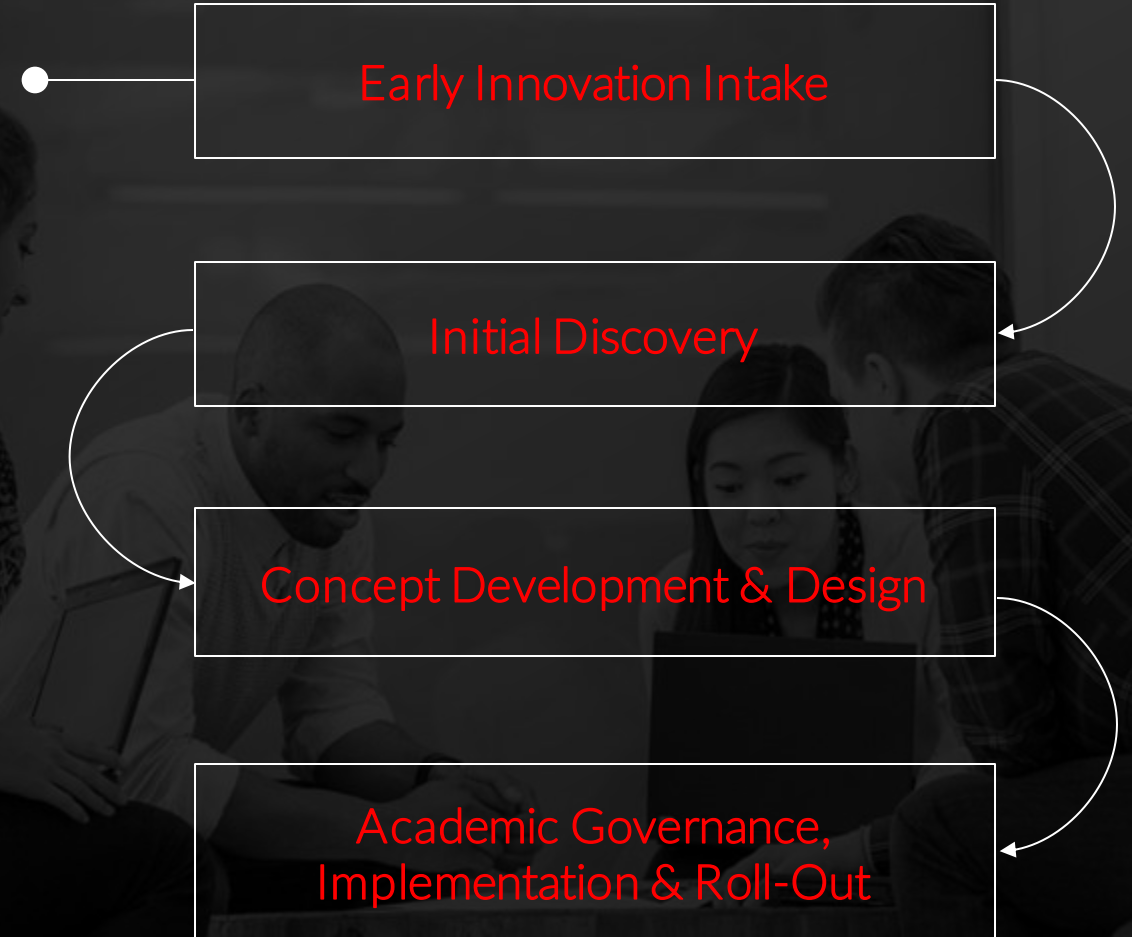 Early Innovation Intake
Initial Discovery
Concept Development & Design
Academic Governance,
Implementation & Roll-Out